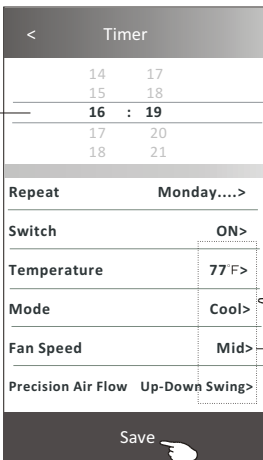 < Timer
14 17
15 18
16 : 19
17 20
18 21
Repeat Monday....>
Switch ON>
Temperature 77°F>
Mode Cool>
Fan Speed Mid>
Precision Air Flow Up-Down Swing>
Save